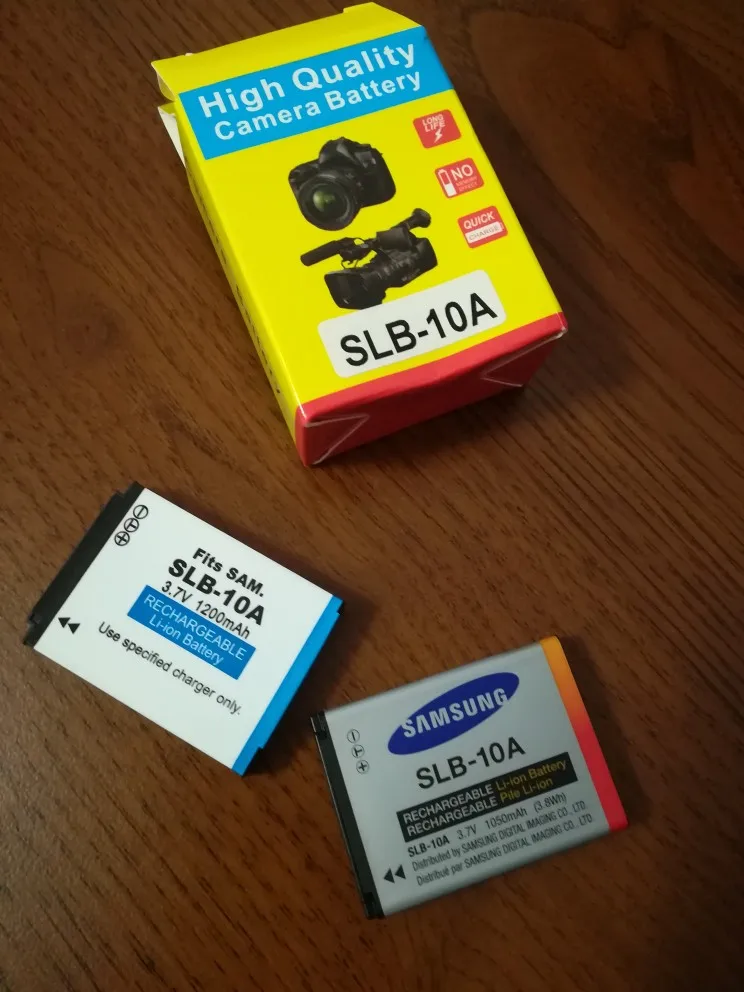 High Quality
Camera Battery
LONG
LIFE
NO
MEMORY
EFFECT
QUICK
CHARGE
SLB-10A
Fits SAM.
SLB-10A
3.7V 1200mAh
RECHARGEABLE
Li-ion Battery
Use specified charger only.
SAMSUNG
SLB-10A
RECHARGEABLE Li-ion Battery
RECHARGEABLE Pile Li-ion
SLB-10A 3.7V 1050mAh (3.8Wh)
Distributed by SAMSUNG DIGITAL IMAGING CO., LTD.
Distribué par SAMSUNG DIGITAL IMAGING CO., LTD.